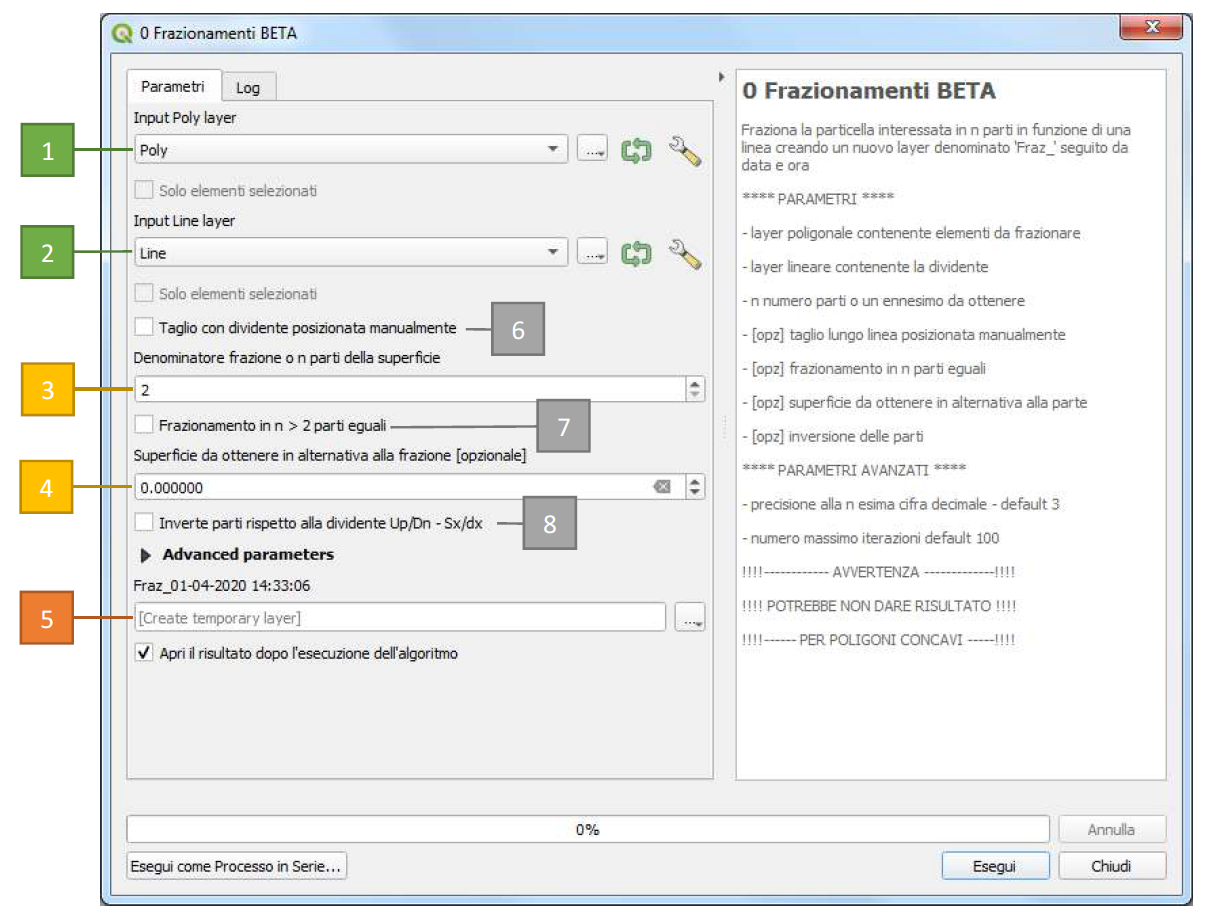 0 Frazionamenti BETA
Parametri
Log
Input Poly layer
1
Poly
...
Solo elementi selezionati
Input Line layer
2
Line
...
Solo elementi selezionati
Taglio con dividente posizionata manualmente
6
Denominatore frazione o n parti della superficie
3
2
Frazionamento in n > 2 parti eguali
7
Superficie da ottenere in alternativa alla frazione [opzionale]
4
0.000000
Inverte parti rispetto alla dividente Up/Dn - Sx/dx
8
Advanced parameters
Fraz_01-04-2020 14:33:06
5
[Create temporary layer]
...
Apri il risultato dopo l'esecuzione dell'algoritmo
0 Frazionamenti BETA
Fraziona la particella interessata in n parti in funzione di una
linea creando un nuovo layer denominato 'Fraz_' seguito da
data e ora
**** PARAMETRI ****
- layer poligonale contenente elementi da frazionare
- layer lineare contenente la dividente
- n numero parti o un ennesimo da ottenere
- [opz] taglio lungo linea posizionata manualmente
- [opz] frazionamento in n parti eguali
- [opz] superficie da ottenere in alternativa alla parte
- [opz] inversione delle parti
**** PARAMETRI AVANZATI ****
- precisione alla n esima cifra decimale - default 3
- numero massimo iterazioni default 100
!!!!------------ AVVERTENZA -------------!!!!
!!!! POTREBBE NON DARE RISULTATO !!!!
!!!!------ PER POLIGONI CONCAVI -----!!!!
0%
Annulla
Esegui come Processo in Serie...
Esegui
Chiudi